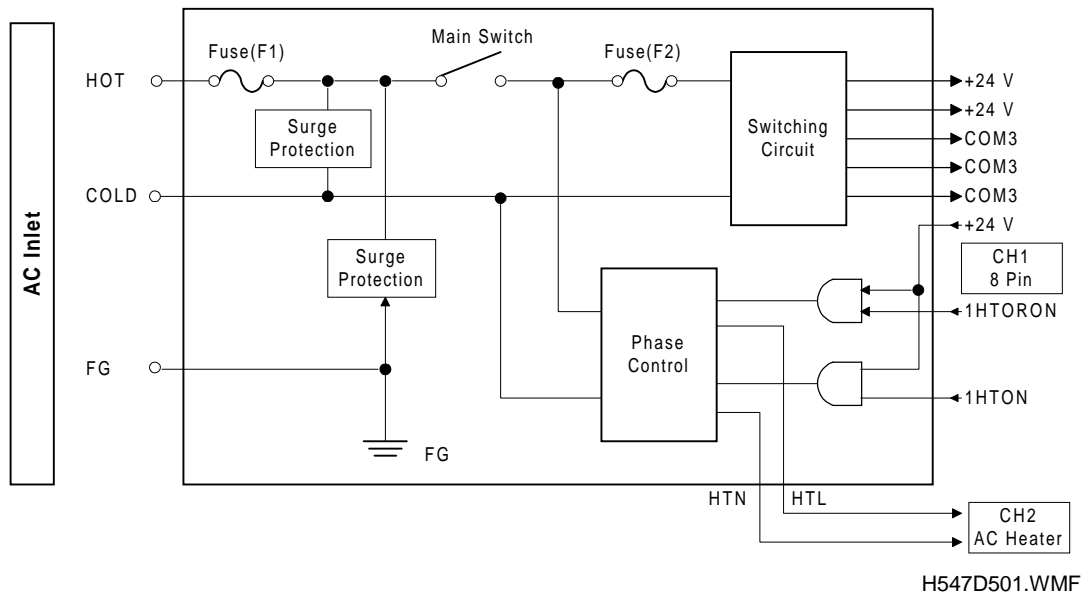 AC Inlet
HOT
COLD
FG
Fuse(F1)
Main Switch
Fuse(F2)
Surge
Protection
Surge
Protection
FG
Switching
Circuit
Phase
Control
+24 V
+24 V
COM3
COM3
COM3
+24 V
CH1
8 Pin
1HTORON
1HTON
HTN
HTL
CH2
AC Heater
H547D501.WMF